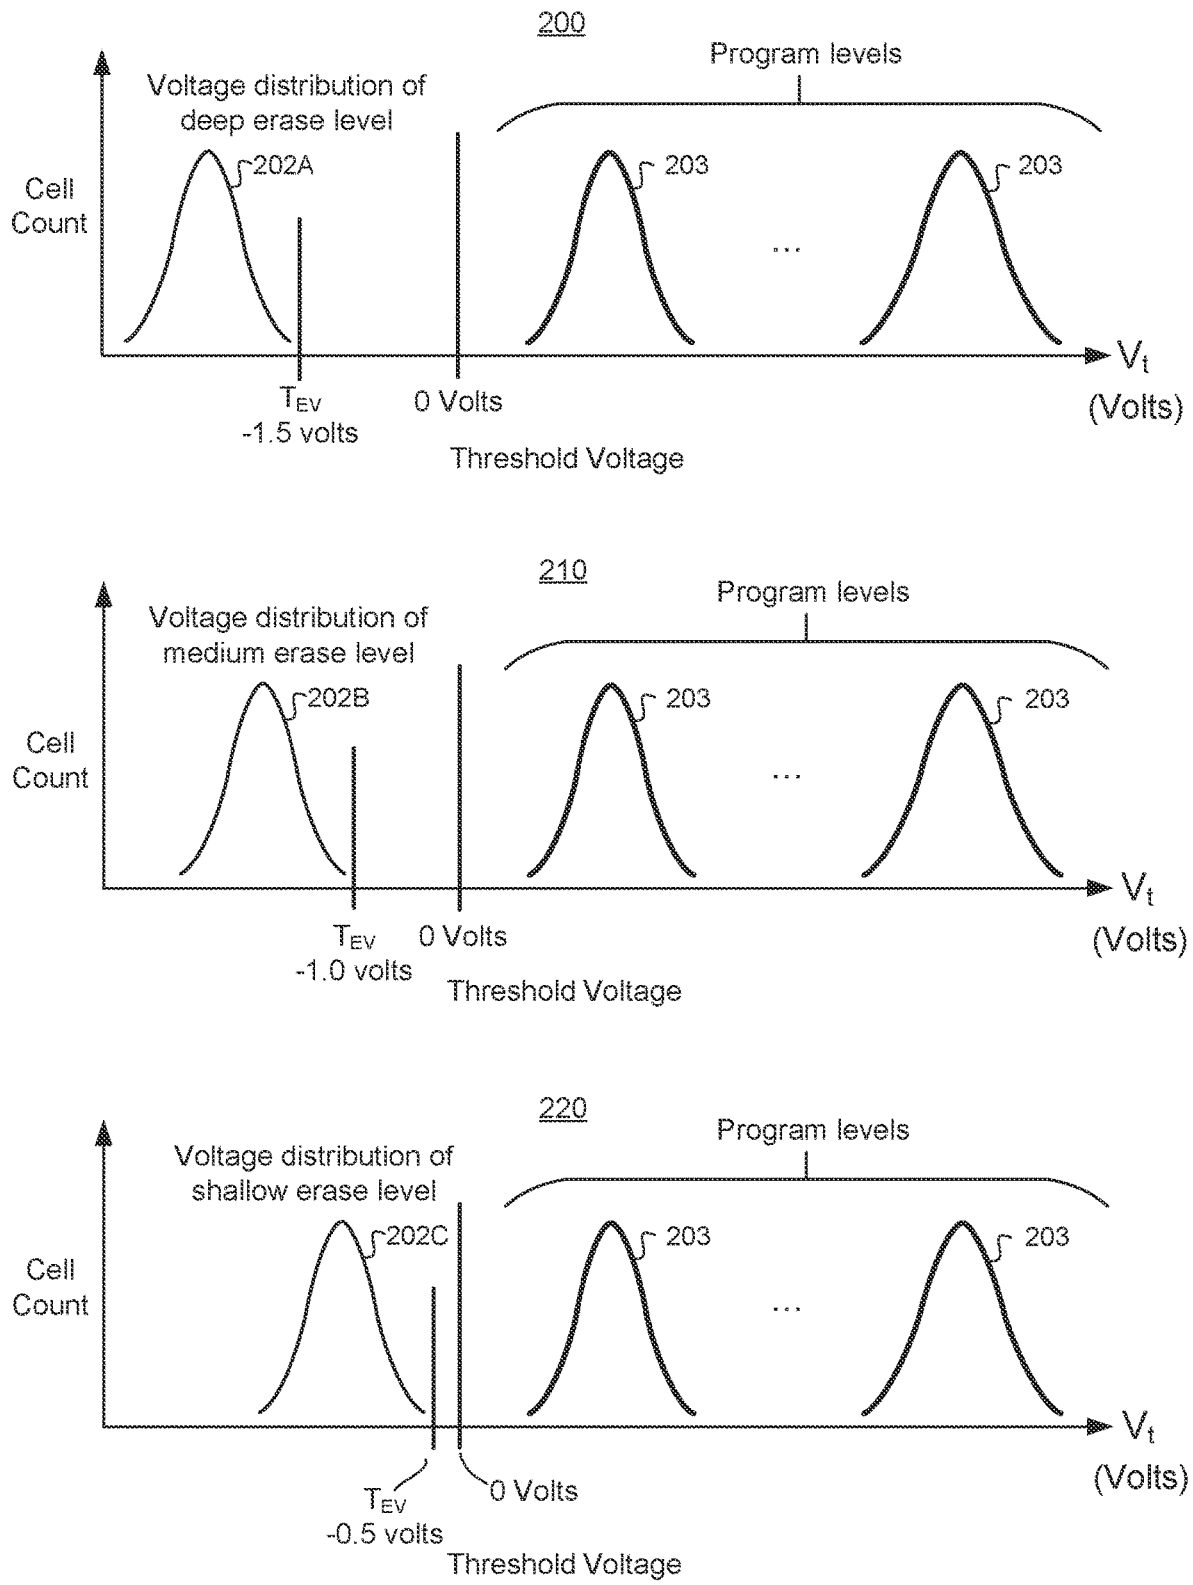 200
Program levels
Voltage distribution of
deep erase level
202A
203
203
Cell
Count
...
TEV
-1.5 volts
0 Volts
Vt
(Volts)
Threshold Voltage
210
Program levels
Voltage distribution of
medium erase level
202B
203
203
Cell
Count
...
TEV
-1.0 volts
0 Volts
Vt
(Volts)
Threshold Voltage
220
Program levels
Voltage distribution of
shallow erase level
202C
203
203
Cell
Count
...
Vt
(Volts)
TEV
-0.5 volts
0 Volts
Threshold Voltage